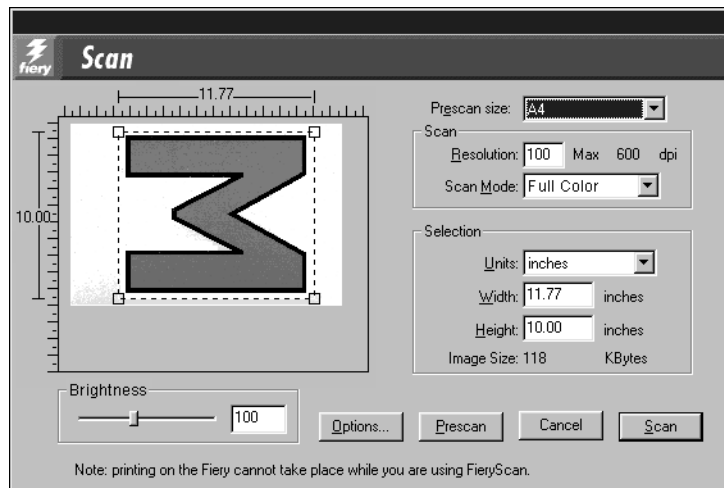 fiery
Scan
11.77
10.00
Prescan size: A4
Scan
Resolution: 100 Max 600 dpi
Scan Mode: Full Color
Selection
Units: inches
Width: 11.77 inches
Height: 10.00 inches
Image Size: 118 KBytes
Brightness
100
Options...
Prescan
Cancel
Scan
Note: printing on the Fiery cannot take place while you are using FieryScan.